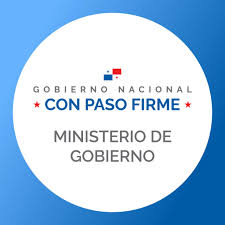 GOBIERNO NACIONAL
CON PASO FIRME
MINISTERIO DE
GOBIERNO